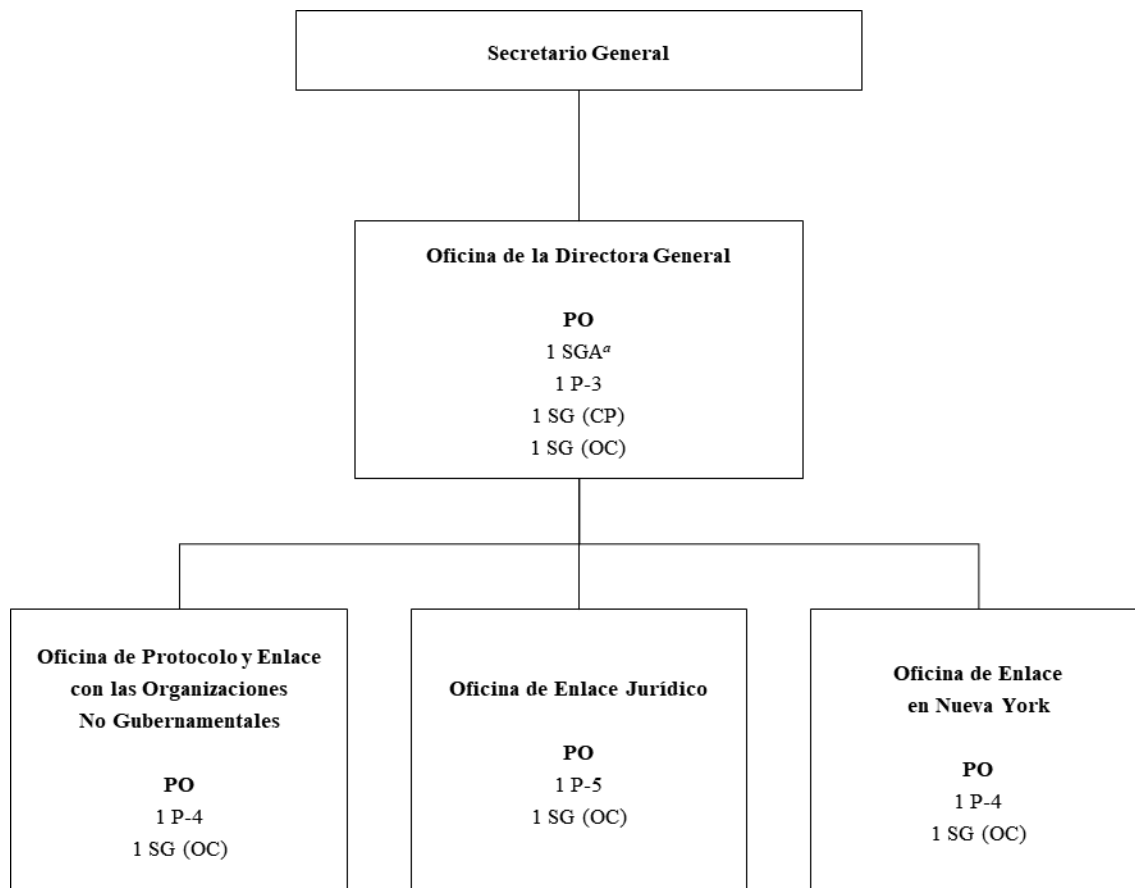 Secretario General
Oficina de la Directora General
PO
1 SGAᵃ
1 P-3
1 SG (CP)
1 SG (OC)
Oficina de Protocolo y Enlace
con las Organizaciones
No Gubernamentales
PO
1 P-4
1 SG (OC)
Oficina de Enlace Jurídico
PO
1 P-5
1 SG (OC)
Oficina de Enlace
en Nueva York
PO
1 P-4
1 SG (OC)